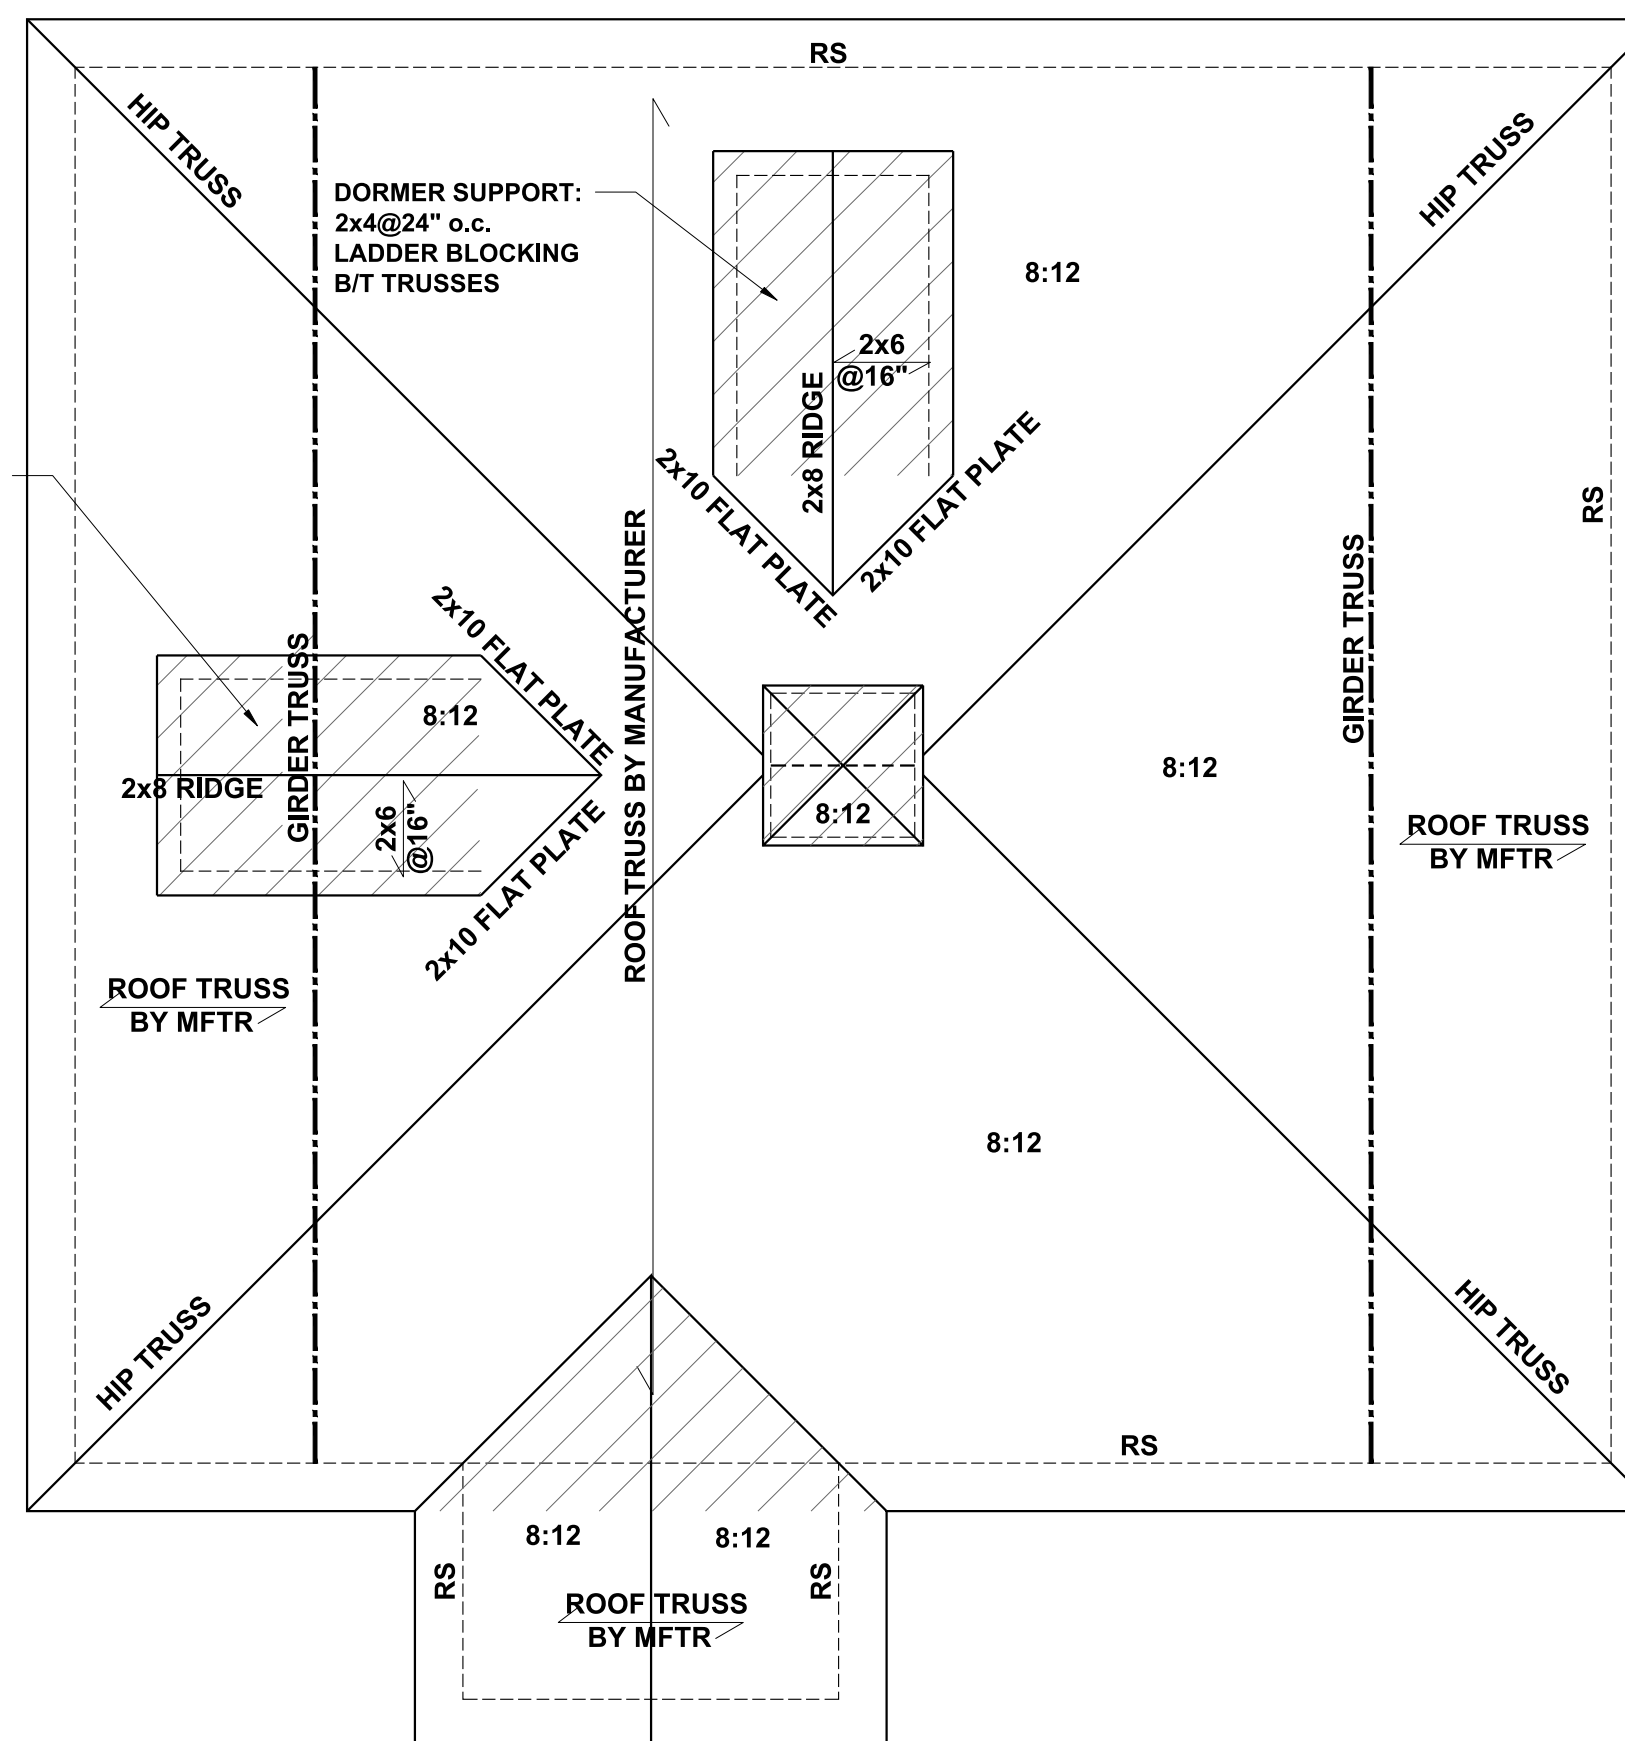 RS
HIP TRUSS
HIP TRUSS
DORMER SUPPORT:
2x4@24" o.c.
LADDER BLOCKING
B/T TRUSSES
8:12
2x6
@16"
2x8 RIDGE
2x10 FLAT PLATE
2x10 FLAT PLATE
RS
ROOF TRUSS BY MANUFACTURER
GIRDER TRUSS
2x10 FLAT PLATE
GIRDER TRUSS
8:12
2x8 RIDGE
2x6
@16"
2x10 FLAT PLATE
8:12
8:12
ROOF TRUSS
BY MFTR
ROOF TRUSS
BY MFTR
8:12
HIP TRUSS
HIP TRUSS
RS
8:12
8:12
RS
RS
ROOF TRUSS
BY MFTR